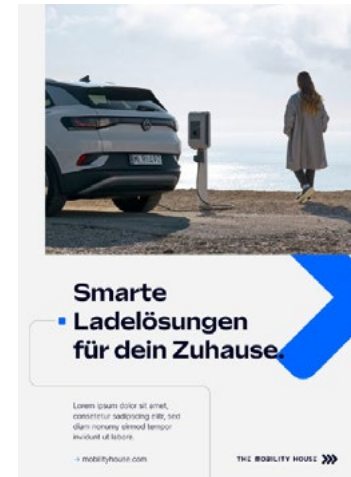 Smarte
Ladelösungen
für dein Zuhause.
Lorem ipsum dolor sit amet,
consetetur sadipscing elitr, sed
diam nonumy eirmod tempor
invidunt ut labore.
→ mobilityhouse.com
THE MOBILITY HOUSE